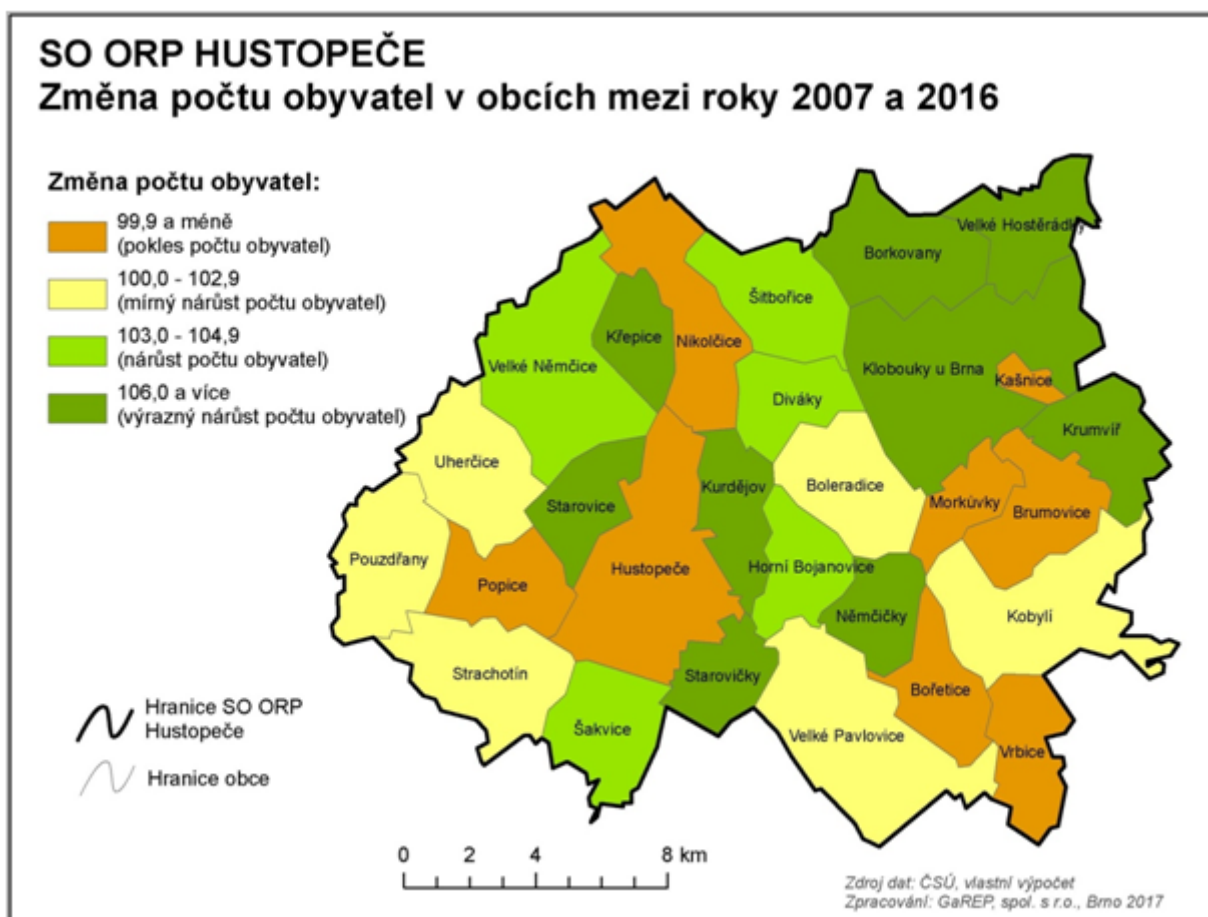 SO ORP HUSTOPEČE
Změna počtu obyvatel v obcích mezi roky 2007 a 2016
Změna počtu obyvatel:
99,9 a méně
(pokles počtu obyvatel)
100,0 - 102,9
(mírný nárůst počtu obyvatel)
103,0 - 104,9
(nárůst počtu obyvatel)
106,0 a více
(výrazný nárůst počtu obyvatel)
Velké Hostěrádky
Borkovany
Šitbořice
Křepice
Nikolčice
Velké Němčice
Klobouky u Brna
Kašnice
Diváky
Krumvíř
Uherčice
Kurdějov
Boleradice
Starovice
Morkůvky
Brumovice
Pouzdřany
Popice
Hustopeče
Horní Bojanovice
Němčičky
Kobylí
Strachotín
Starovičky
Bořetice
Šakvice
Velké Pavlovice
Vrbice
Hranice SO ORP
Hustopeče
Hranice obce
0 2 4 8 km
Zdroj dat: ČSÚ, vlastní výpočet
Zpracování: GaREP, spol. s r.o., Brno 2017